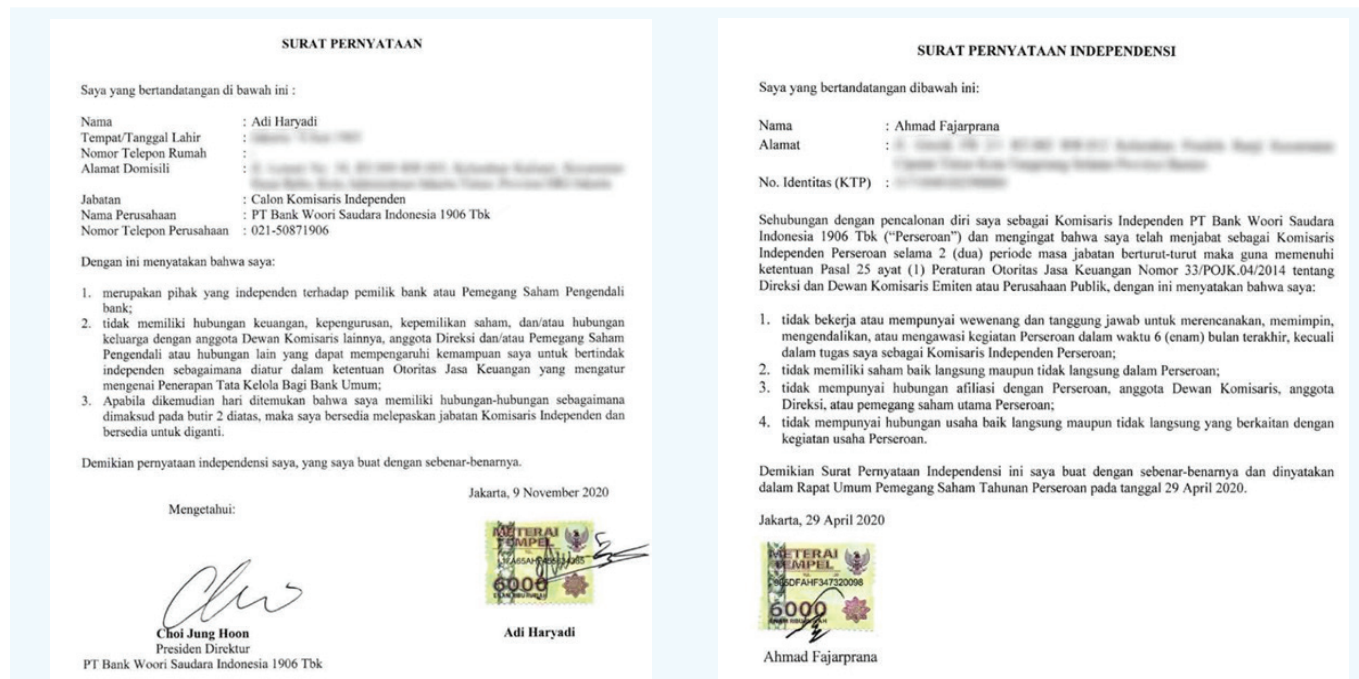 SURAT PERNYATAAN
Saya yang bertandatangan di bawah ini :
Nama : Adi Haryadi
Tempat/Tanggal Lahir :
Nomor Telepon Rumah :
Alamat Domisili :
Jabatan : Calon Komisaris Independen
Nama Perusahaan : PT Bank Woori Saudara Indonesia 1906 Tbk
Nomor Telepon Perusahaan : 021-50871906
Dengan ini menyatakan bahwa saya:
1. merupakan pihak yang independen terhadap pemilik bank atau Pemegang Saham Pengendali
bank;
2. tidak memiliki hubungan keuangan, kepengurusan, kepemilikan saham, dan/atau hubungan
keluarga dengan anggota Dewan Komisaris lainnya, anggota Direksi dan/atau Pemegang Saham
Pengendali atau hubungan lain yang dapat mempengaruhi kemampuan saya untuk bertindak
independen sebagaimana diatur dalam ketentuan Otoritas Jasa Keuangan yang mengatur
mengenai Penerapan Tata Kelola Bagi Bank Umum;
3. Apabila dikemudian hari ditemukan bahwa saya memiliki hubungan-hubungan sebagaimana
dimaksud pada butir 2 diatas, maka saya bersedia melepaskan jabatan Komisaris Independen dan
bersedia untuk diganti.
Demikian pernyataan independensi saya, yang saya buat dengan sebenar-benarnya.
Jakarta, 9 November 2020
Mengetahui:
METERAI
TEMPEL
6000
ENAM RIBU RUPIAH
Choi Jung Hoon
Presiden Direktur
PT Bank Woori Saudara Indonesia 1906 Tbk
Adi Haryadi
SURAT PERNYATAAN INDEPENDENSI
Saya yang bertandatangan dibawah ini:
Nama : Ahmad Fajarprana
Alamat :
No. Identitas (KTP) :
Sehubungan dengan pencalonan diri saya sebagai Komisaris Independen PT Bank Woori Saudara
Indonesia 1906 Tbk (“Perseroan”) dan mengingat bahwa saya telah menjabat sebagai Komisaris
Independen Perseroan selama 2 (dua) periode masa jabatan berturut-turut maka guna memenuhi
ketentuan Pasal 25 ayat (1) Peraturan Otoritas Jasa Keuangan Nomor 33/POJK.04/2014 tentang
Direksi dan Dewan Komisaris Emiten atau Perusahaan Publik, dengan ini menyatakan bahwa saya:
1. tidak bekerja atau mempunyai wewenang dan tanggung jawab untuk merencanakan, memimpin,
mengendalikan, atau mengawasi kegiatan Perseroan dalam waktu 6 (enam) bulan terakhir, kecuali
dalam tugas saya sebagai Komisaris Independen Perseroan;
2. tidak memiliki saham baik langsung maupun tidak langsung dalam Perseroan;
3. tidak mempunyai hubungan afiliasi dengan Perseroan, anggota Dewan Komisaris, anggota
Direksi, atau pemegang saham utama Perseroan;
4. tidak mempunyai hubungan usaha baik langsung maupun tidak langsung yang berkaitan dengan
kegiatan usaha Perseroan.
Demikian Surat Pernyataan Independensi ini saya buat dengan sebenar-benarnya dan dinyatakan
dalam Rapat Umum Pemegang Saham Tahunan Perseroan pada tanggal 29 April 2020.
Jakarta, 29 April 2020
METERAI
TEMPEL
6000
Ahmad Fajarprana